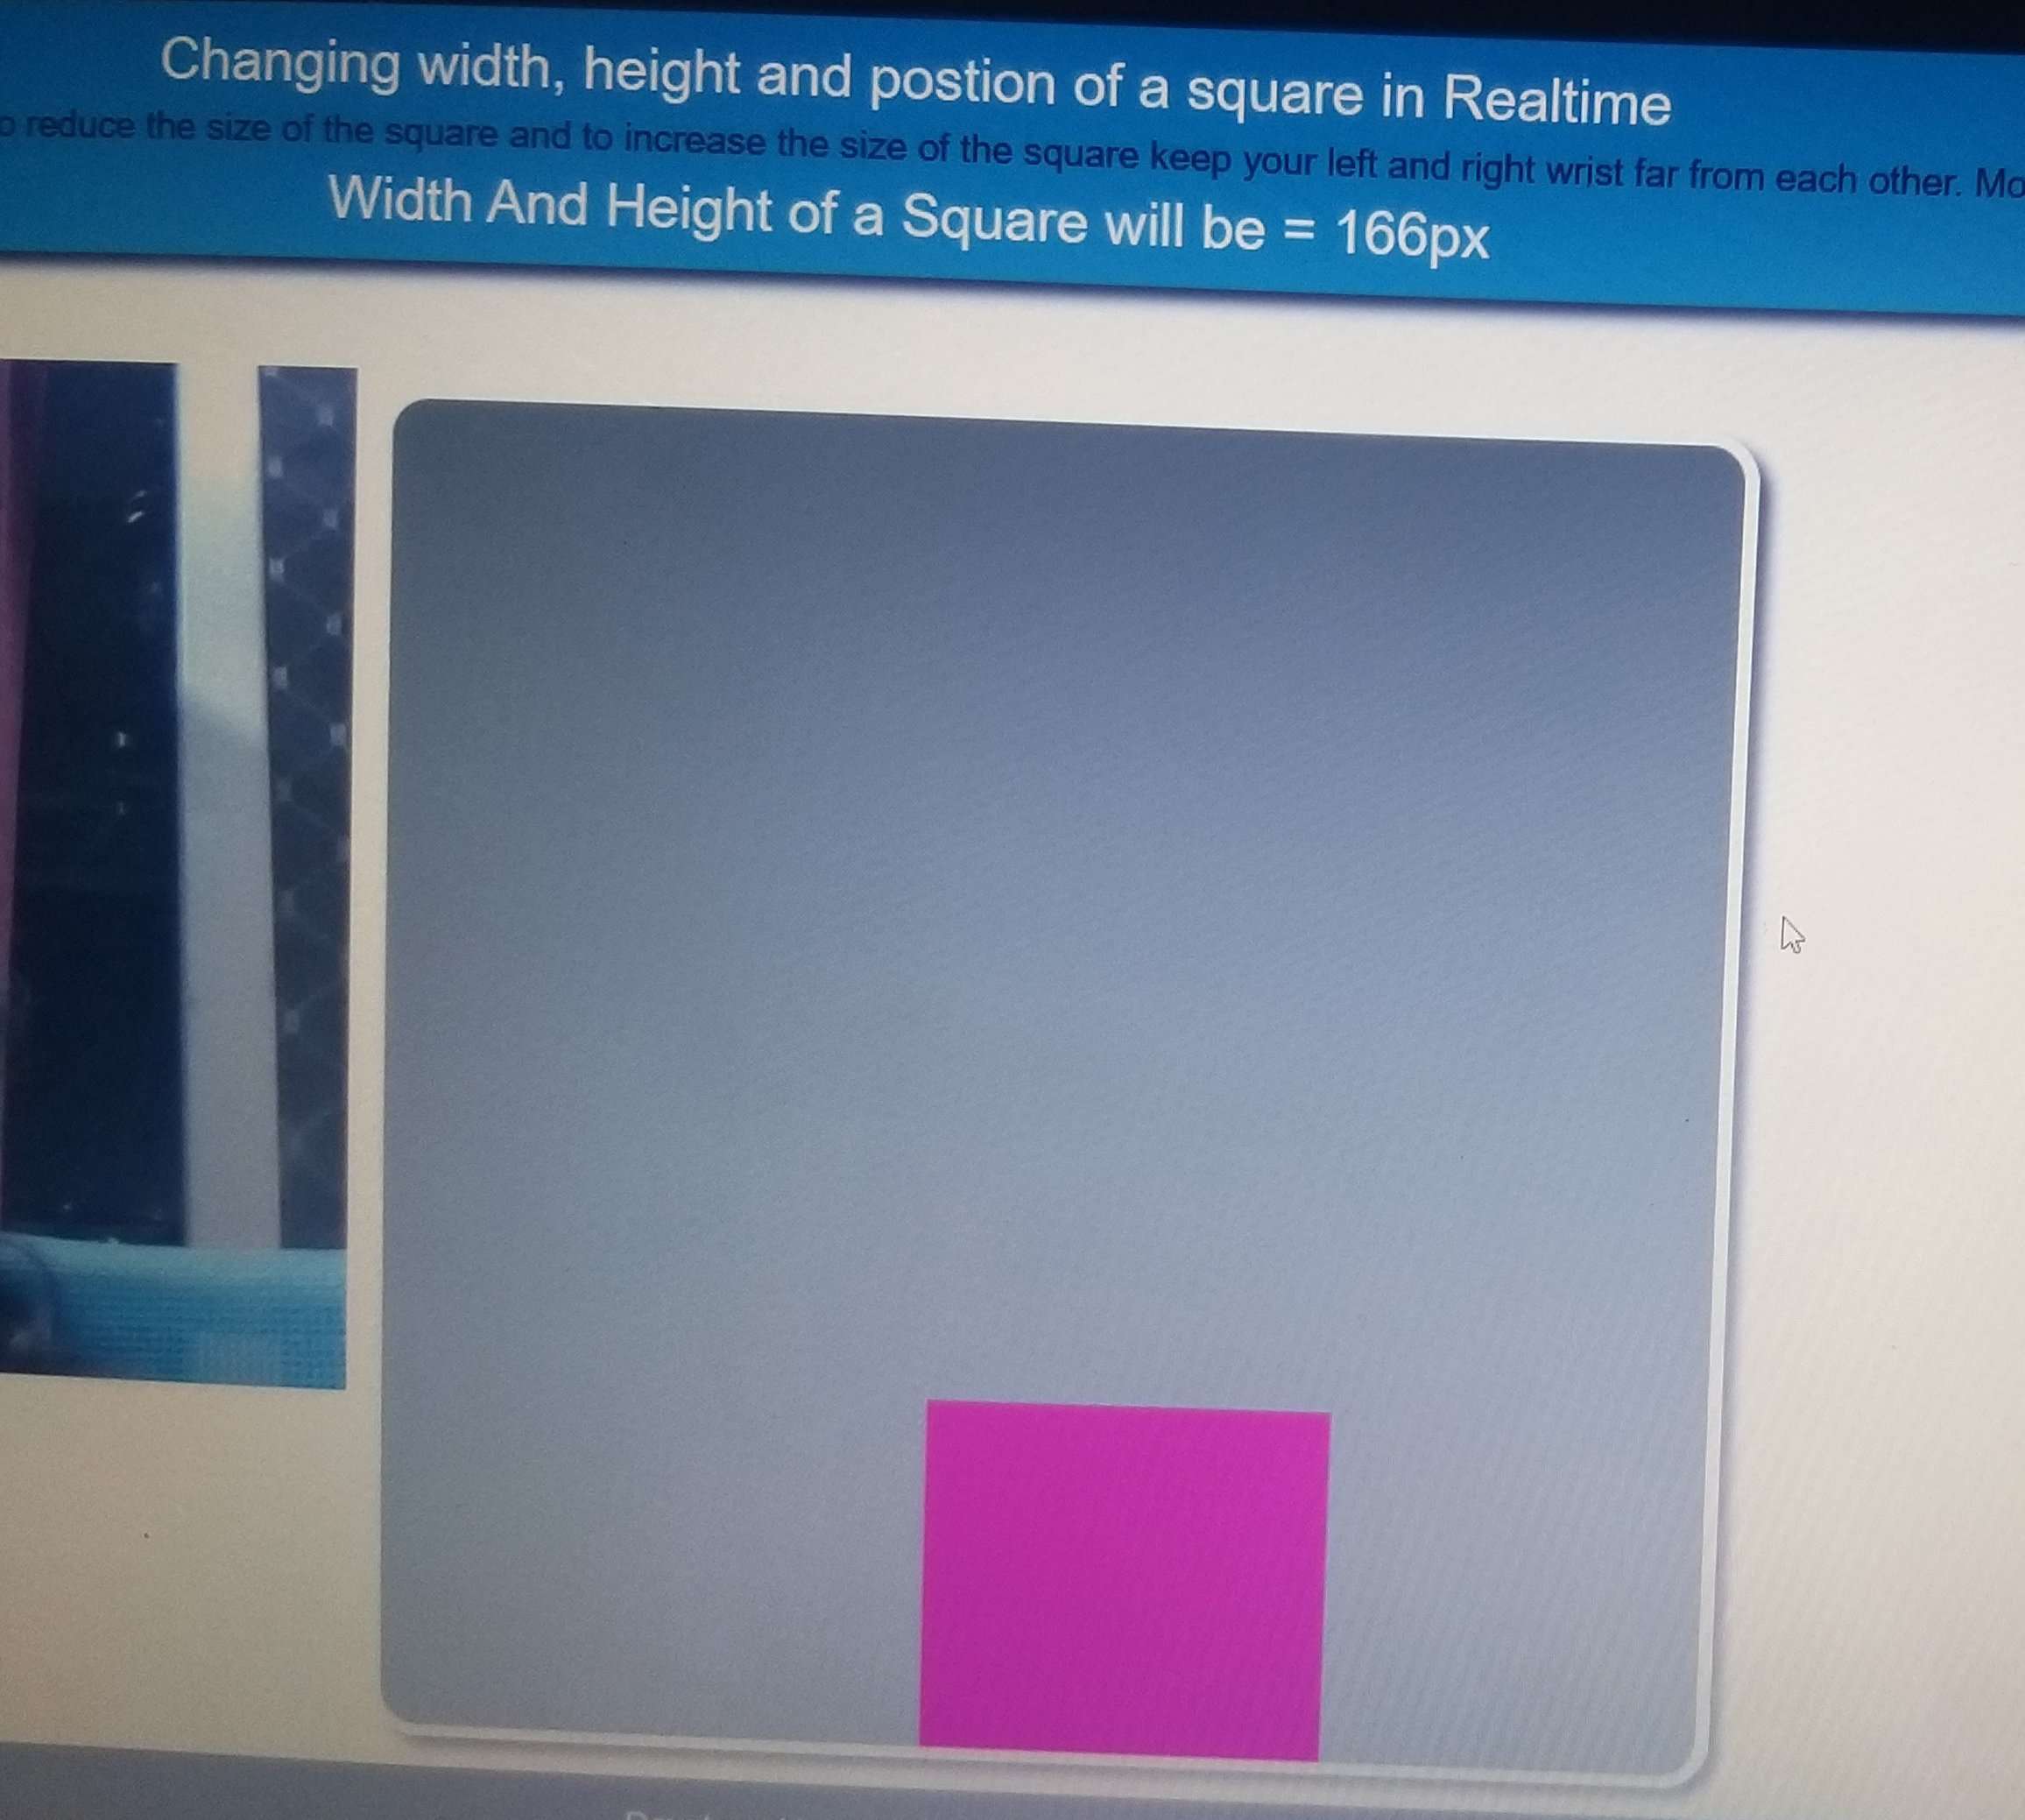 Changing width, height and postion of a square in Realtime
reduce the size of the square and to increase the size of the square keep your left and right wrist far from each other.
Width And Height of a Square will be = 166px